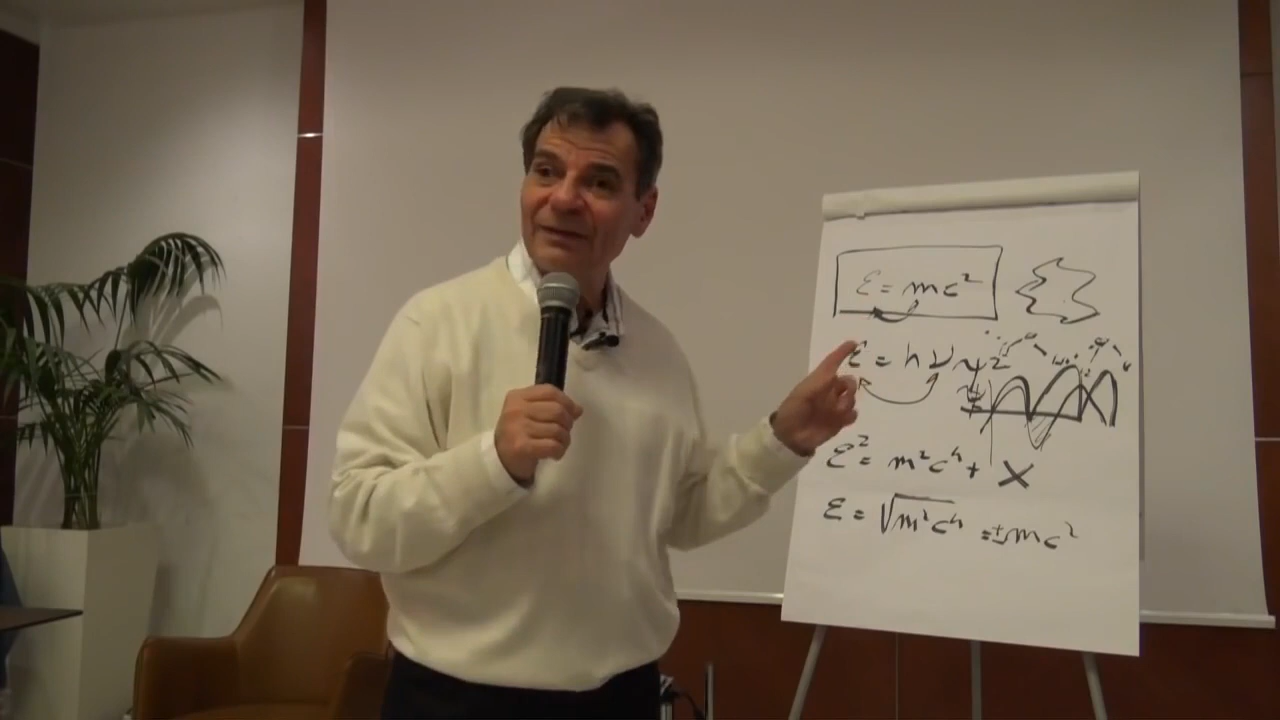 E = mc²
E = hν
E² = m²c⁴ + X
E = √m²c⁴ = ±mc²